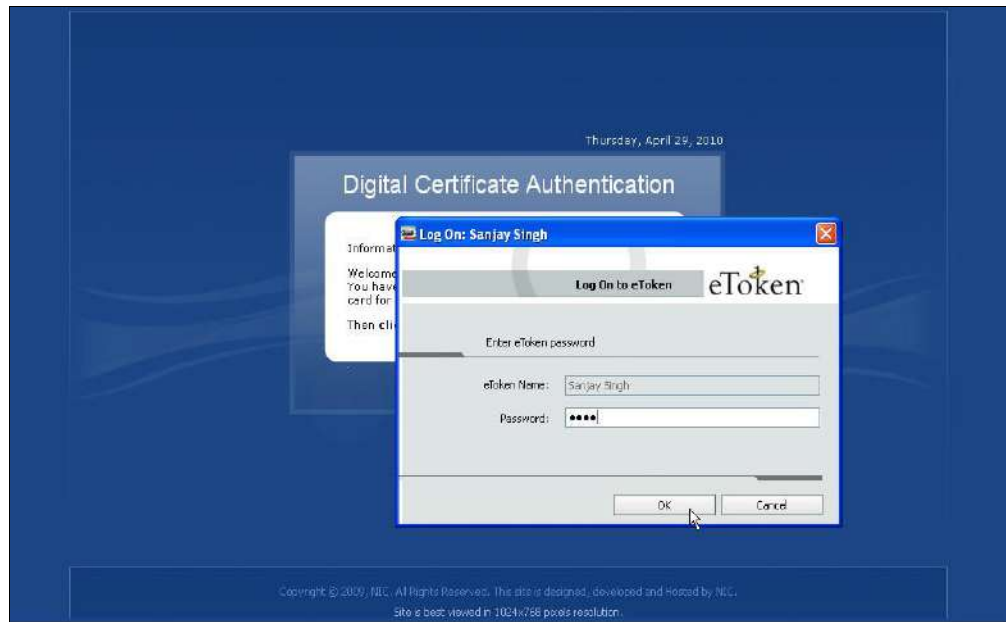 Thursday, April 29, 2010
Digital Certificate Authentication
Informat
Welcome
You have
card for
Then cli
Log On: Sanjay Singh
Log On to eToken
eToken
Enter eToken password
eToken Name:
Sanjay Singh
Password:
OK
Cancel
Copyright © 2009, NIC. All Rights Reserved. This site is designed, developed and Hosted by NIC.
Site is best viewed in 1024x768 pixels resolution.